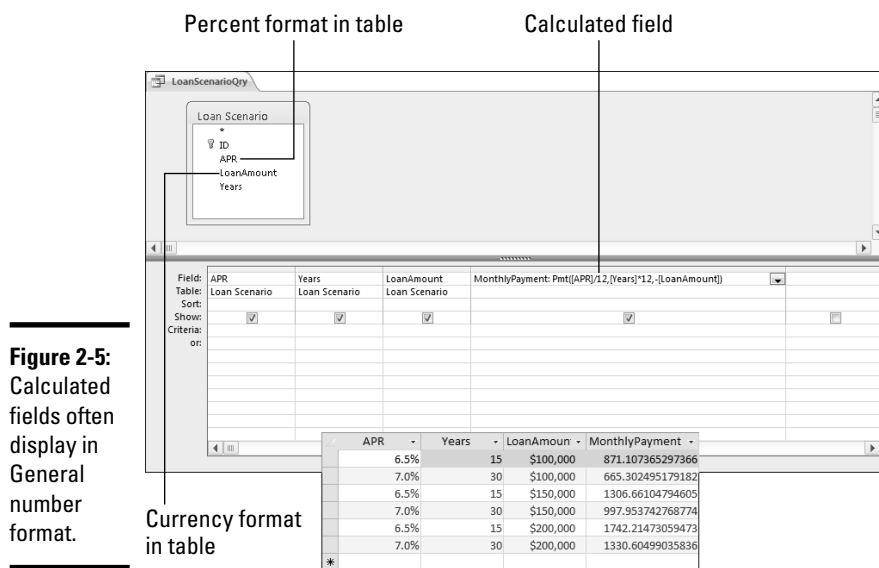 Percent format in table
Calculated field
LoanScenarioQry
Loan Scenario
*
ID
APR
LoanAmount
Years
Field: APR Years LoanAmount MonthlyPayment: Pmt([APR]/12,[Years]*12,-[LoanAmount])
Table: Loan Scenario Loan Scenario Loan Scenario
Sort:
Show:
Criteria:
or:
APR Years LoanAmoun MonthlyPayment
6.5% 15 $100,000 871.107365297366
7.0% 30 $100,000 665.302495179182
6.5% 15 $150,000 1306.66104794605
7.0% 30 $150,000 997.953742768774
6.5% 15 $200,000 1742.21473059473
7.0% 30 $200,000 1330.60499035836
*
Currency format
in table
Figure 2-5:
Calculated
fields often
display in
General
number
format.